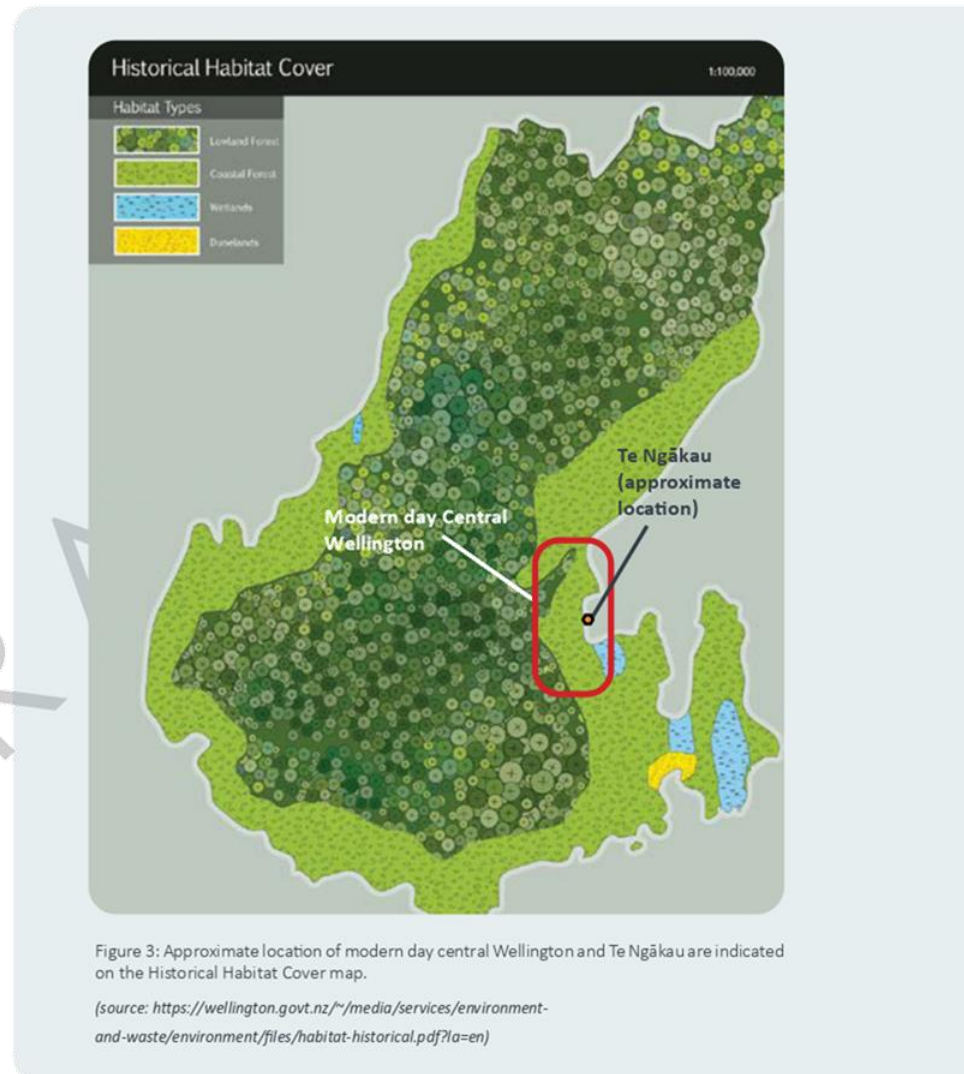 Historical Habitat Cover
1:100,000
Habitat Types
Lowland Forest
Coastal Forest
Wetlands
Dunelands
Te Ngākau
(approximate
location)
Modern day Central
Wellington
Figure 3: Approximate location of modern day central Wellington and Te Ngākau are indicated
on the Historical Habitat Cover map.
(source: https://wellington.govt.nz/~/media/services/environment-
and-waste/environment/files/habitat-historical.pdf?la=en)